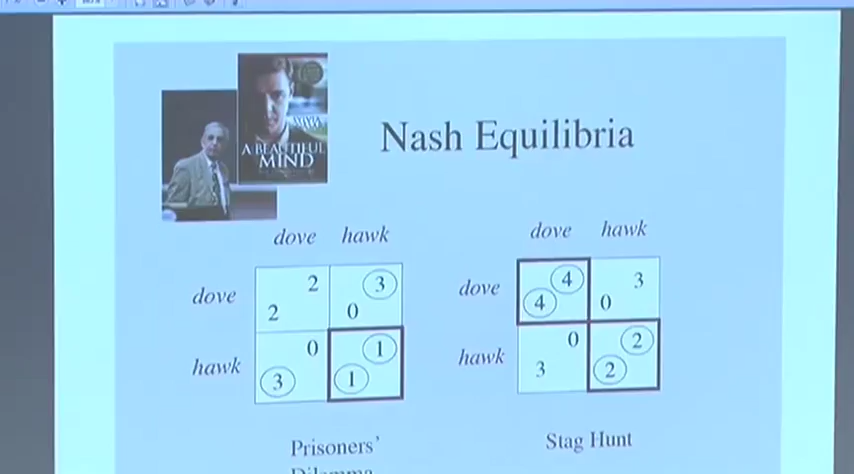 A BEAUTIFUL
MIND
Nash Equilibria
dove hawk
dove 2 2 3 0
hawk 0 3 1 1
Prisoners'
Dilemma
dove hawk
dove 4 4 3 0
hawk 0 3 2 2
Stag Hunt